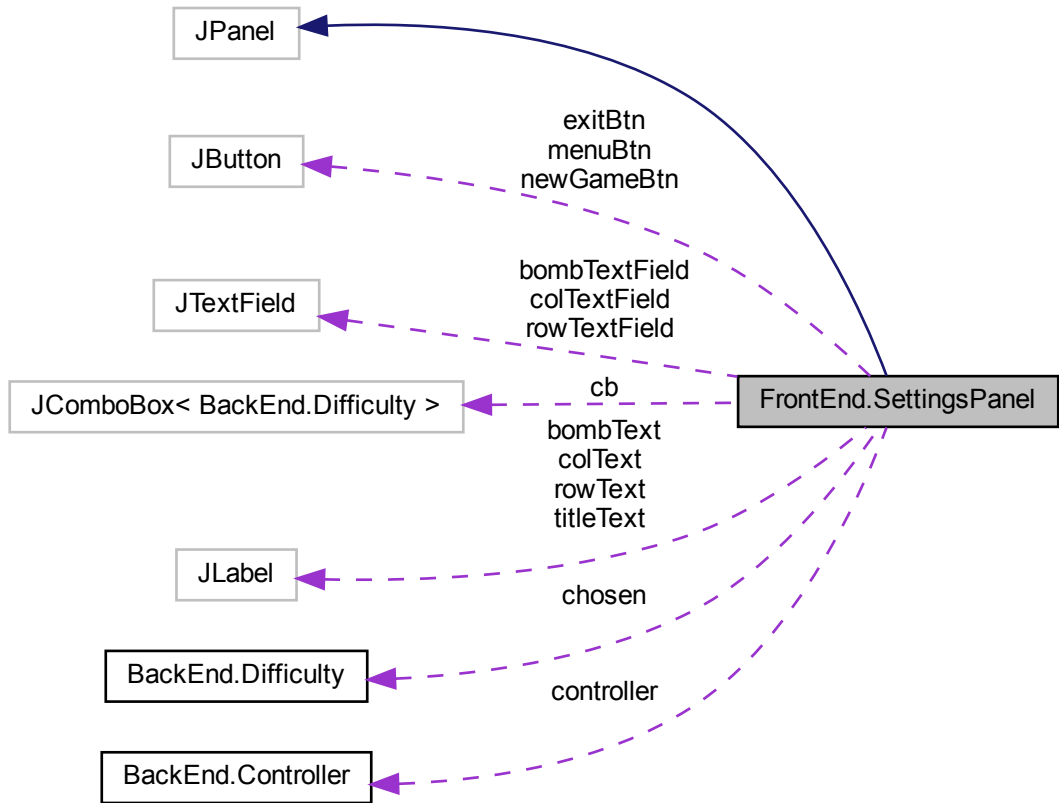 JPanel
exitBtn
menuBtn
newGameBtn
JButton
bombTextField
colTextField
rowTextField
JTextField
cb
JComboBox< BackEnd.Difficulty >
FrontEnd.SettingsPanel
bombText
colText
rowText
titleText
JLabel
chosen
BackEnd.Difficulty
controller
BackEnd.Controller